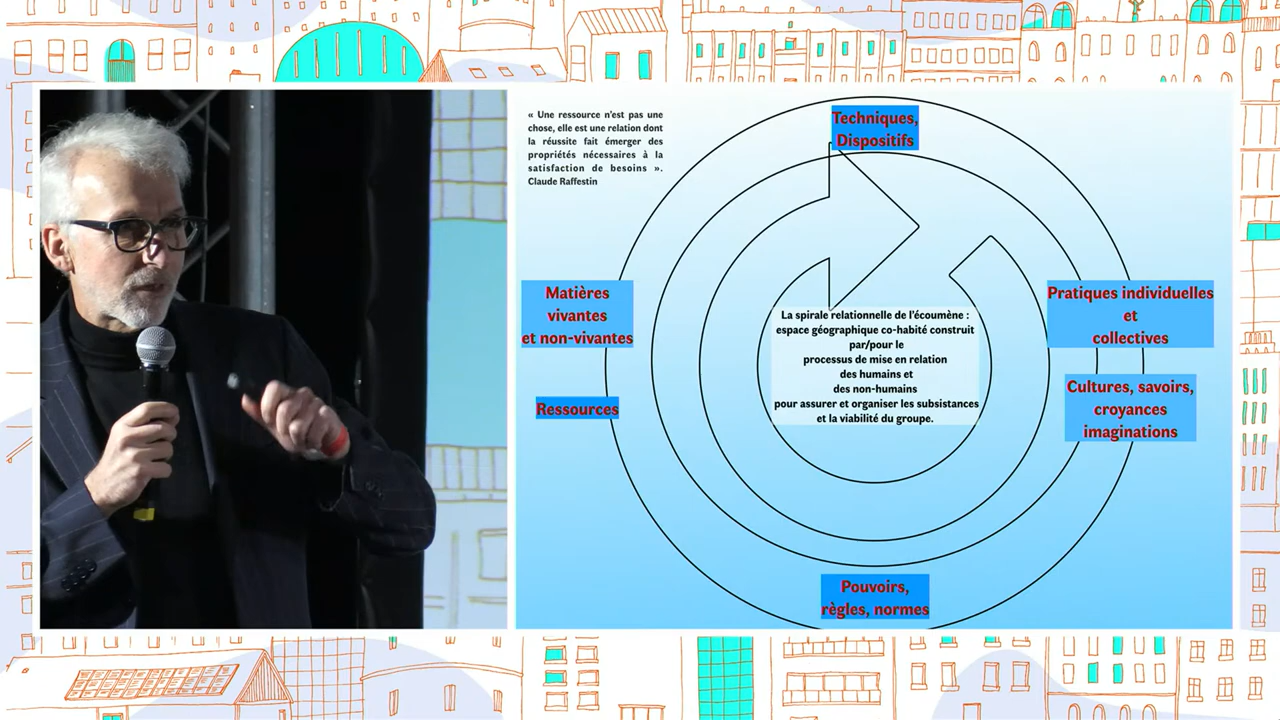 « Une ressource n'est pas une
chose, elle est une relation dont
la réussite fait émerger des
propriétés nécessaires à la
satisfaction de besoins ».
Claude Raffestin
Techniques,
Dispositifs
Matières
vivantes
et non-vivantes
Ressources
La spirale relationnelle de l'écoumène :
espace géographique co-habité construit
par/pour le
processus de mise en relation
des humains et
des non-humains
pour assurer et organiser les subsistances
et la viabilité du groupe.
Pratiques individuelles
et
collectives
Cultures, savoirs,
croyances
imaginations
Pouvoirs,
règles, normes